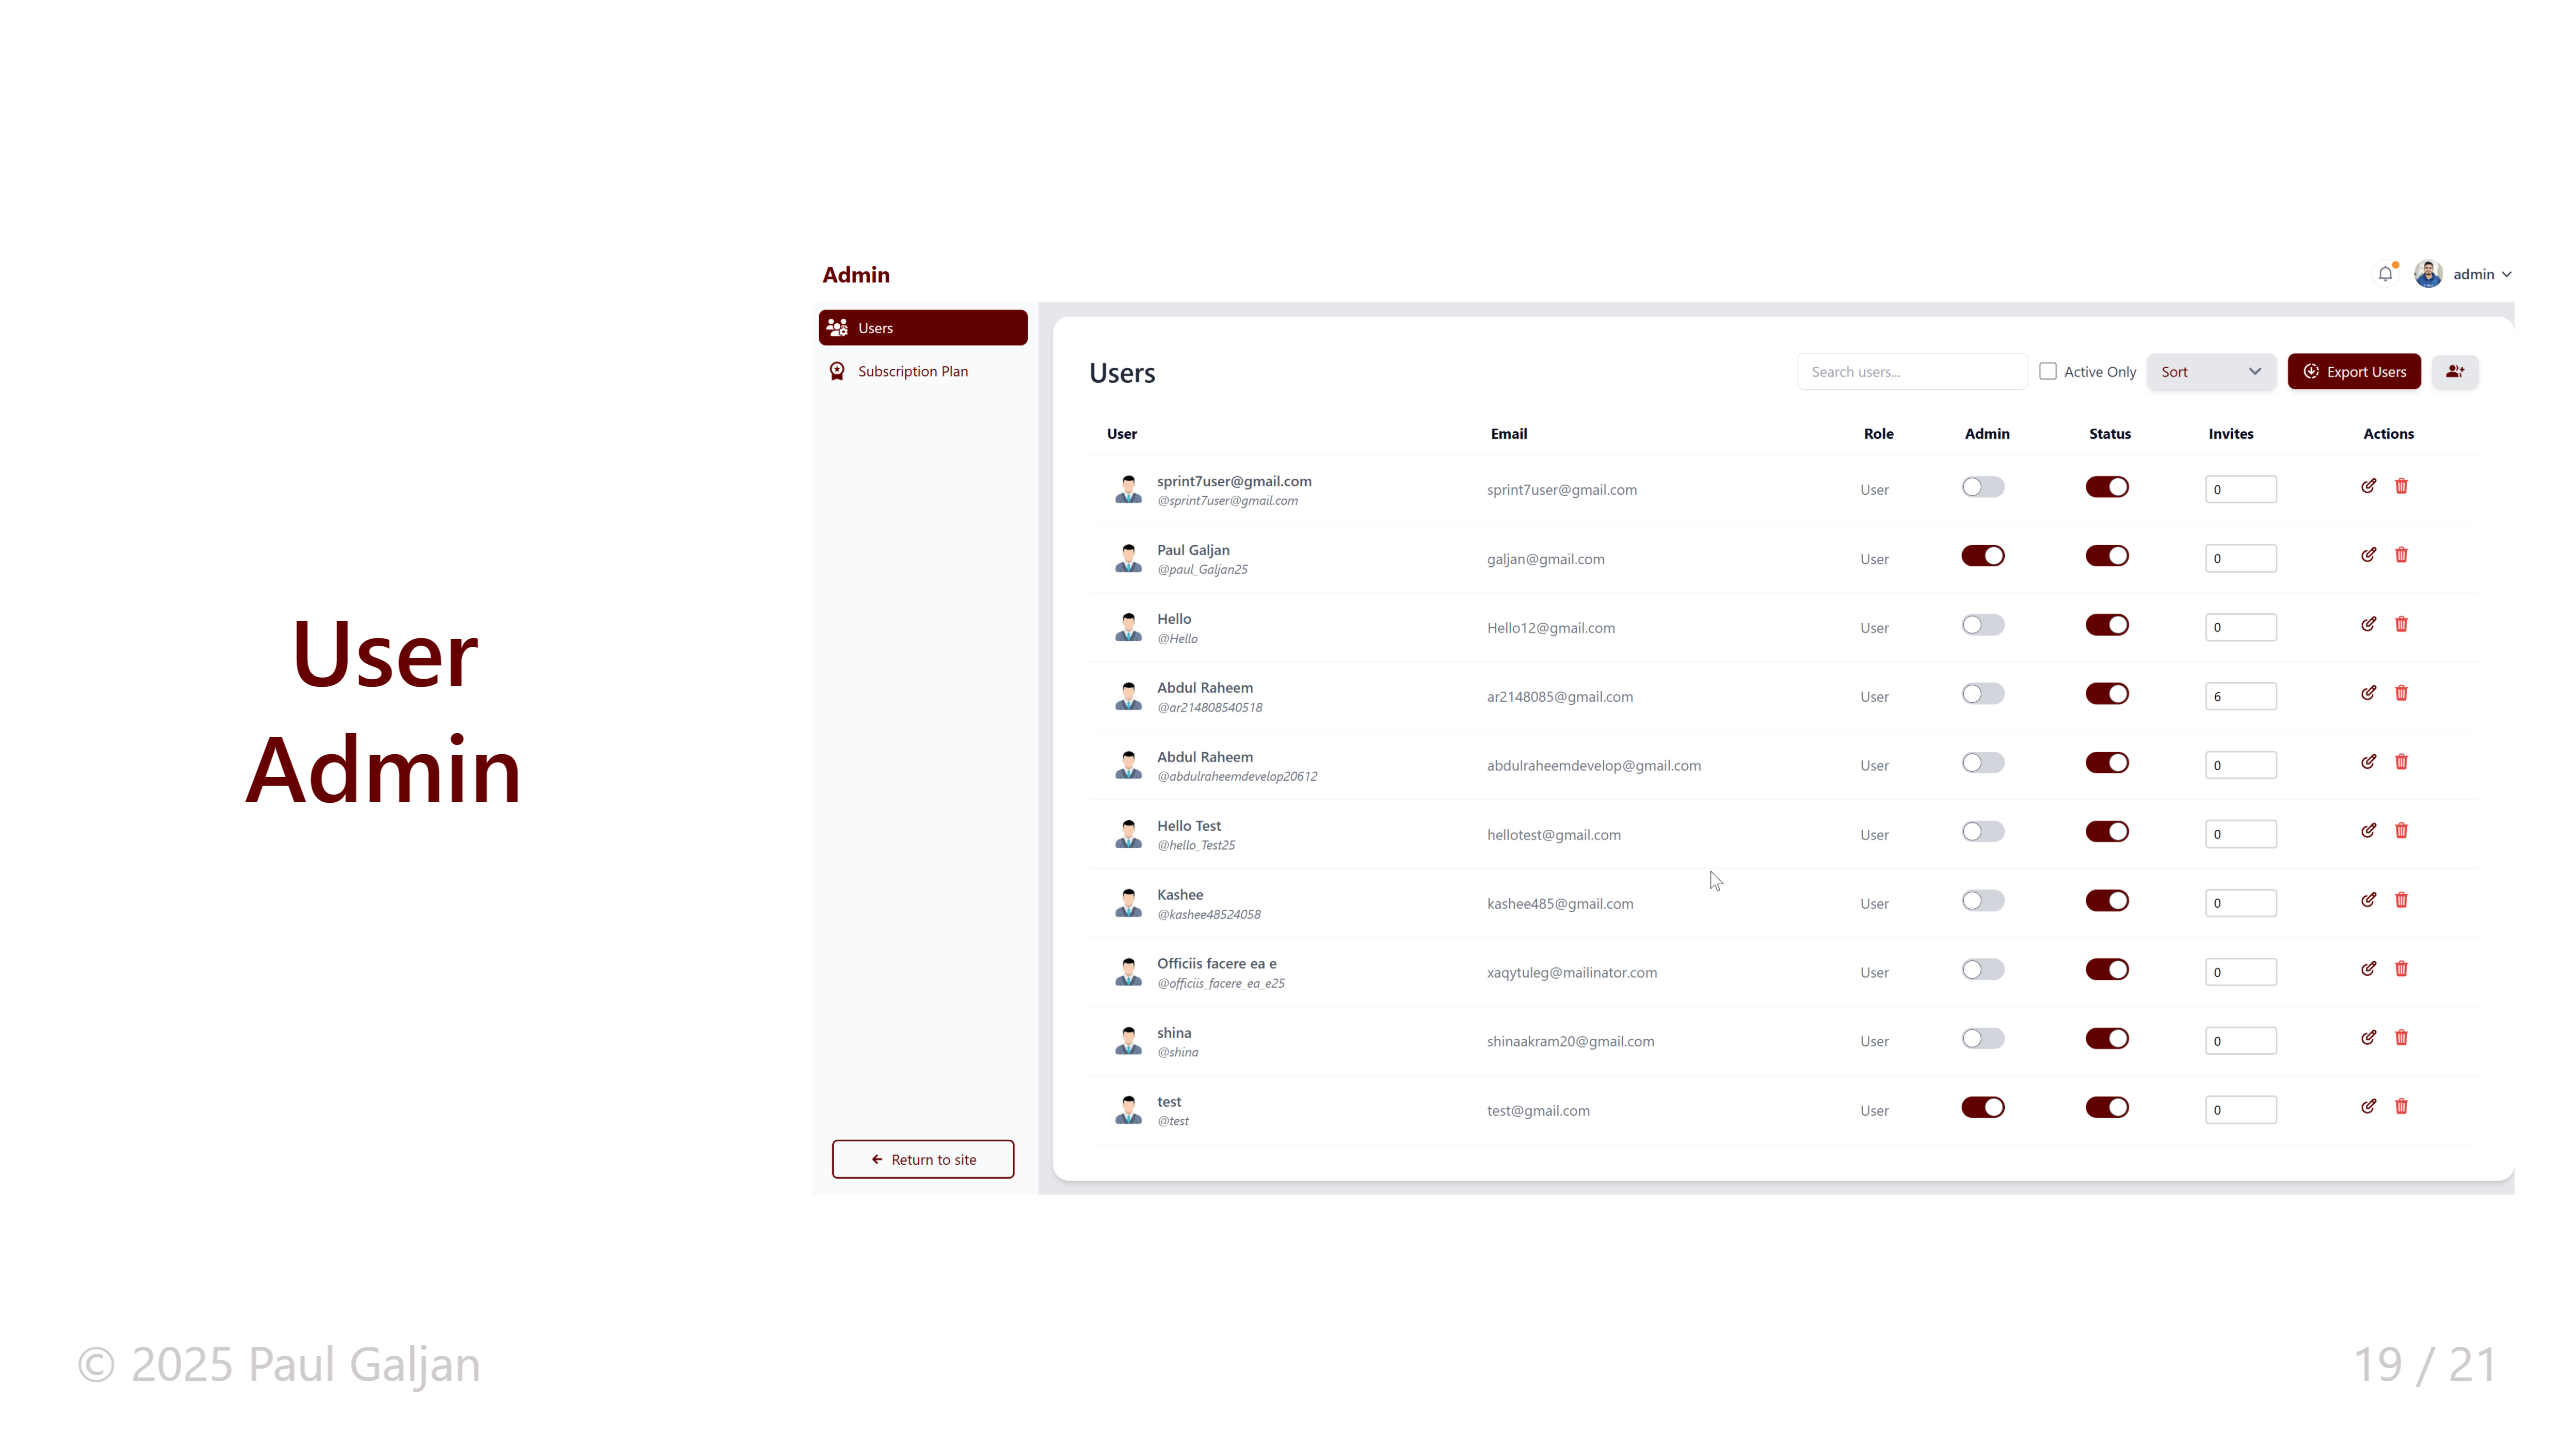 User
Admin
Admin
admin
Users
Subscription Plan
Return to site
Users
Search users...
Active Only
Sort
Export Users
User Email Role Admin Status Invites Actions
sprint7user@gmail.com
@sprint7user@gmail.com
sprint7user@gmail.com User 0
Paul Galjan
@paul_Galjan25
galjan@gmail.com User 0
Hello
@Hello
Hello12@gmail.com User 0
Abdul Raheem
@ar214808540518
ar2148085@gmail.com User 6
Abdul Raheem
@abdulraheemdevelop20612
abdulraheemdevelop@gmail.com User 0
Hello Test
@hello_Test25
hellotest@gmail.com User 0
Kashee
@kashee48524058
kashee485@gmail.com User 0
Officiis facere ea e
@officiis_facere_ea_e25
xaqytuleg@mailinator.com User 0
shina
@shina
shinaakram20@gmail.com User 0
test
@test
test@gmail.com User 0
© 2025 Paul Galjan
19 / 21